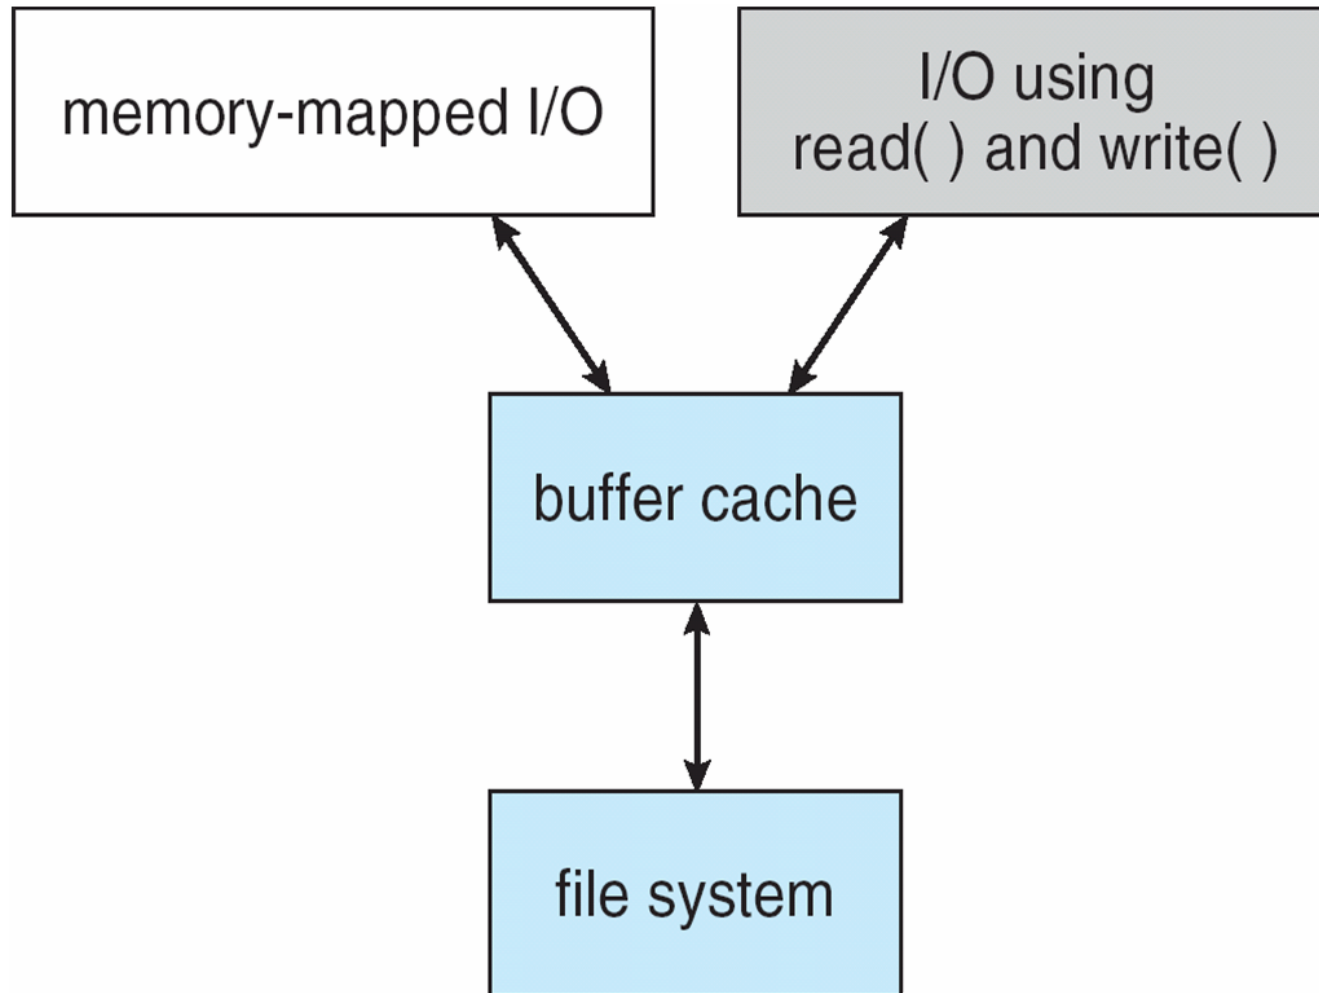 memory-mapped I/O
I/O using
read( ) and write( )
buffer cache
file system